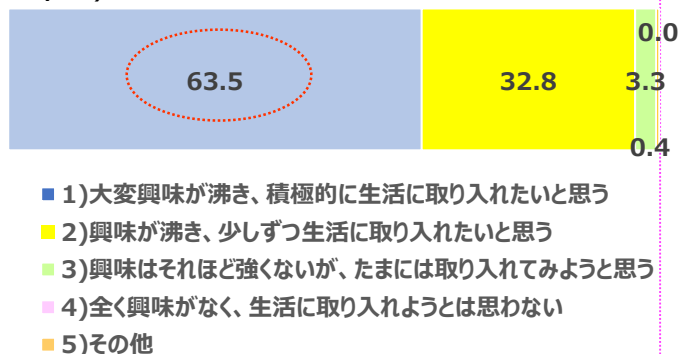 0.0
63.5 32.8 3.3
0.4
1)大変興味が沸き、積極的に生活に取り入れたいと思う
2)興味が沸き、少しずつ生活に取り入れたいと思う
3)興味はそれほど強くないが、たまには取り入れてみようと思う
4)全く興味がなく、生活に取り入れようとは思わない
5)その他